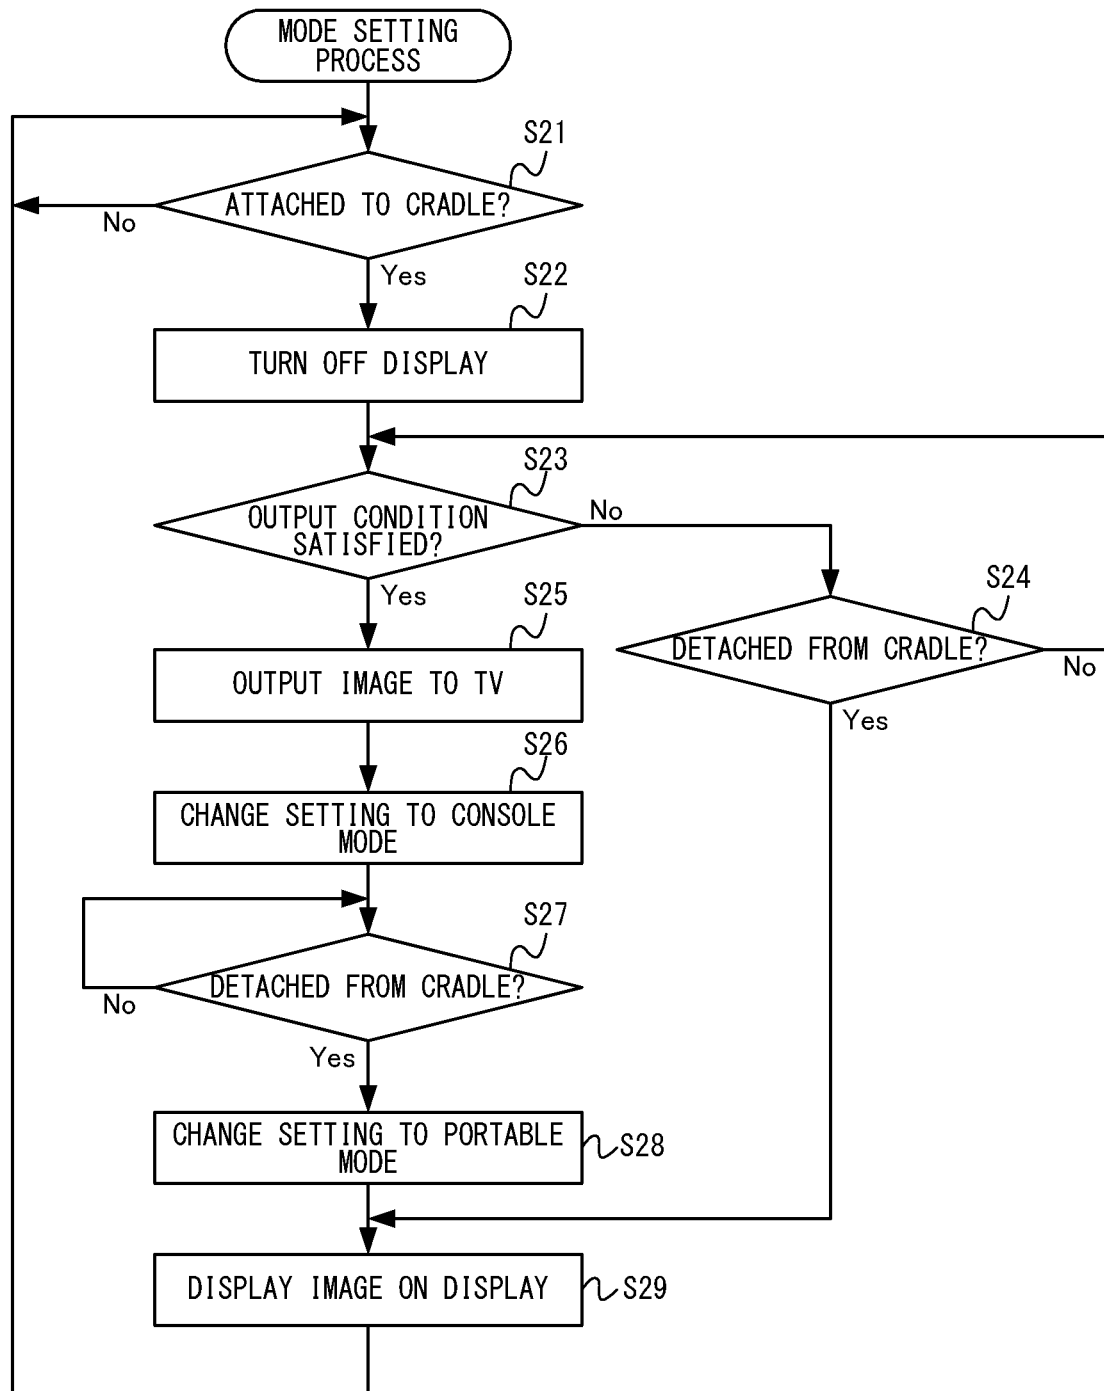 MODE SETTING
PROCESS
S21
ATTACHED TO CRADLE?
No
Yes
S22
TURN OFF DISPLAY
S23
OUTPUT CONDITION
SATISFIED?
No
Yes
S24
DETACHED FROM CRADLE?
No
Yes
S25
OUTPUT IMAGE TO TV
S26
CHANGE SETTING TO CONSOLE
MODE
S27
DETACHED FROM CRADLE?
No
Yes
CHANGE SETTING TO PORTABLE
MODE
S28
DISPLAY IMAGE ON DISPLAY
S29